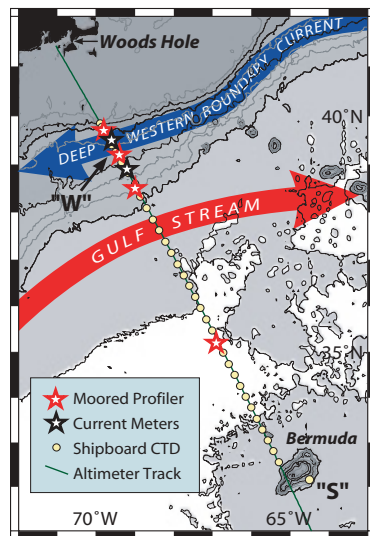 Woods Hole
DEEP WESTERN BOUNDARY CURRENT
40˚N
"W"
GULF STREAM
35˚N
Moored Profiler
Current Meters
Shipboard CTD
Altimeter Track
Bermuda
"S"
70˚W
65˚W